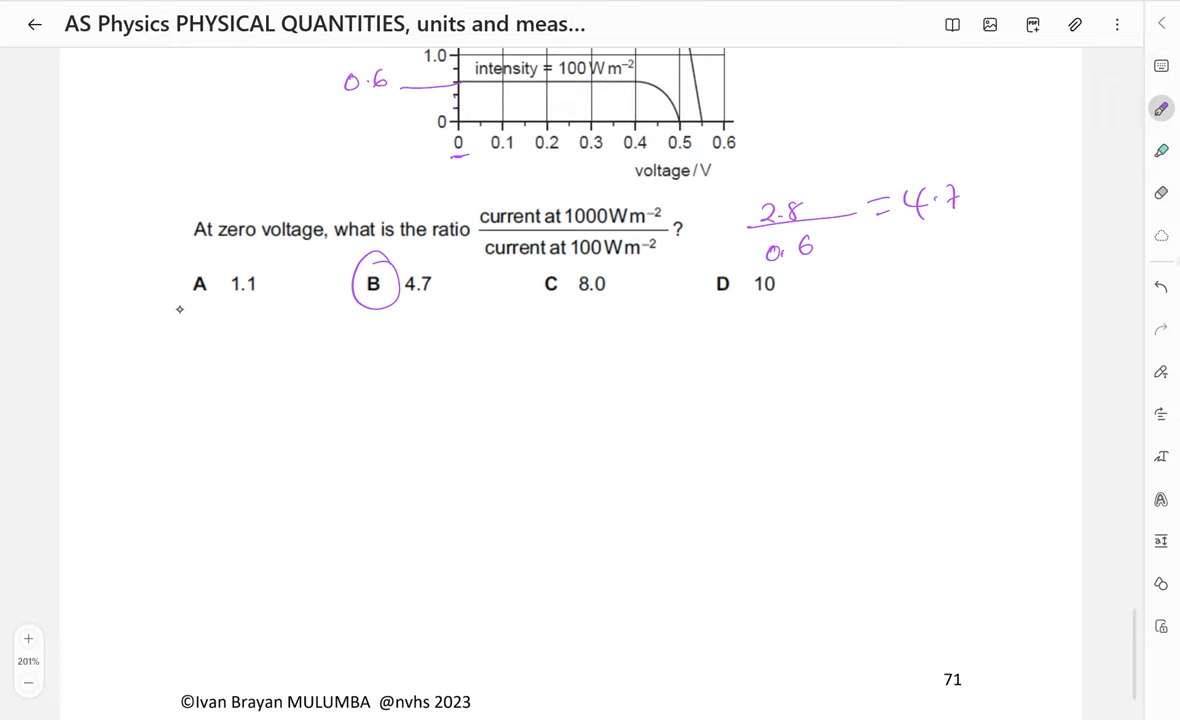 AS Physics PHYSICAL QUANTITIES, units and meas...
1.0
intensity = 100 W m⁻²
0.6
0
0 0.1 0.2 0.3 0.4 0.5 0.6
voltage / V
At zero voltage, what is the ratio current at 1000 W m⁻² / current at 100 W m⁻² ?
2.8 / 0.6 = 4.7
A 1.1 B 4.7 C 8.0 D 10
201%
71
©Ivan Brayan MULUMBA @nvhs 2023